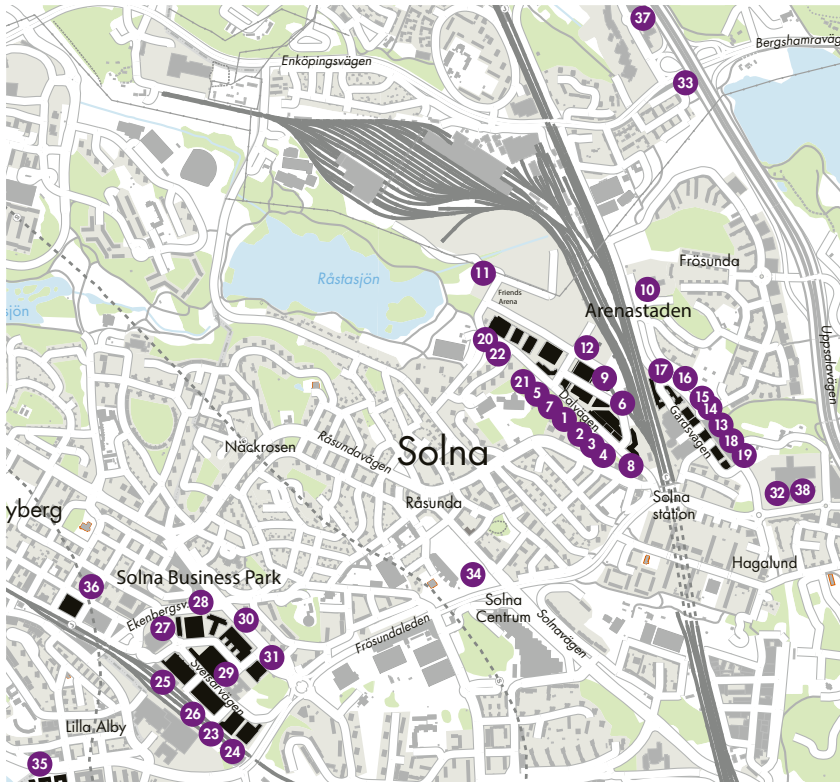 37
Bergshamraväg
Enköpingsvägen
33
Råstasjön
11
Frösunda
10
Friends
Arena
sjön
Arenastaden
20
12
Uppsalavägen
22
9
17
16
21
5
6
15
7
Dalvägen
14
1
13
Gårdsvägen
2
18
3
19
4
8
Näckrosen
Råsundavägen
Solna
Råsunda
Solna
station
32
38
yberg
Hagalund
34
Solna Business Park
36
Solna
Centrum
Solnavägen
28
30
Ekenbergsv
27
Frösundaleden
31
29
25
Svetsarvägen
26
Lilla Alby
23
24
35